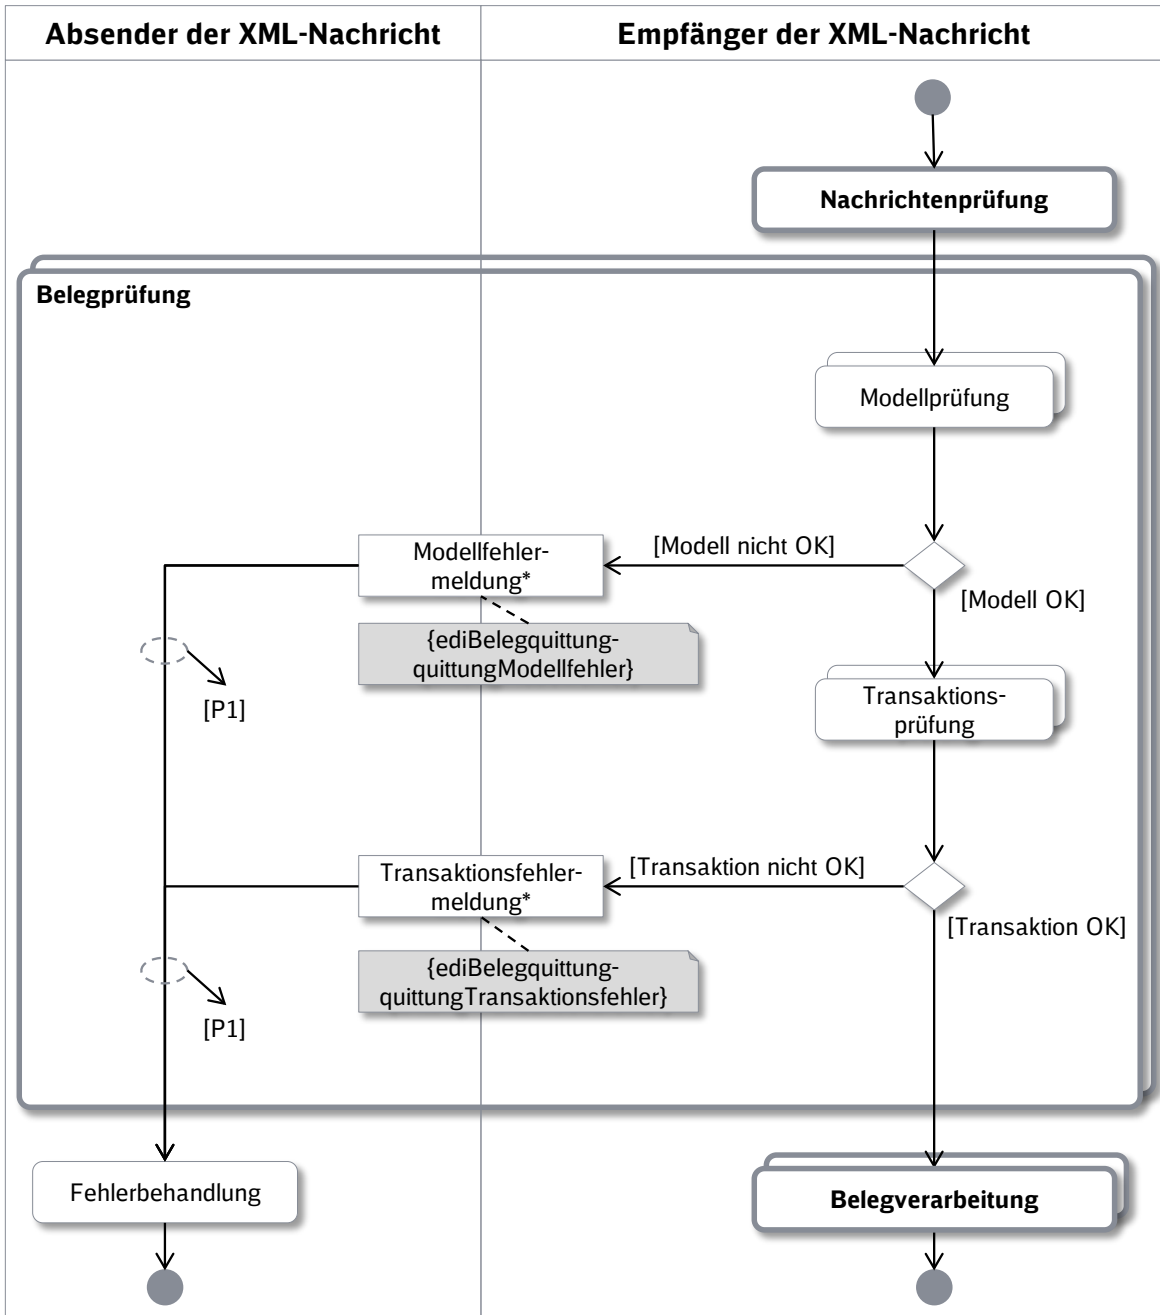 Absender der XML-Nachricht
Empfänger der XML-Nachricht
Nachrichtenprüfung
Belegprüfung
Modellprüfung
[Modell nicht OK]
Modellfehler-
meldung*
[Modell OK]
{ediBelegquittung-
quittungModellfehler}
[P1]
Transaktions-
prüfung
[Transaktion nicht OK]
Transaktionsfehler-
meldung*
[Transaktion OK]
{ediBelegquittung-
quittungTransaktionsfehler}
[P1]
Fehlerbehandlung
Belegverarbeitung